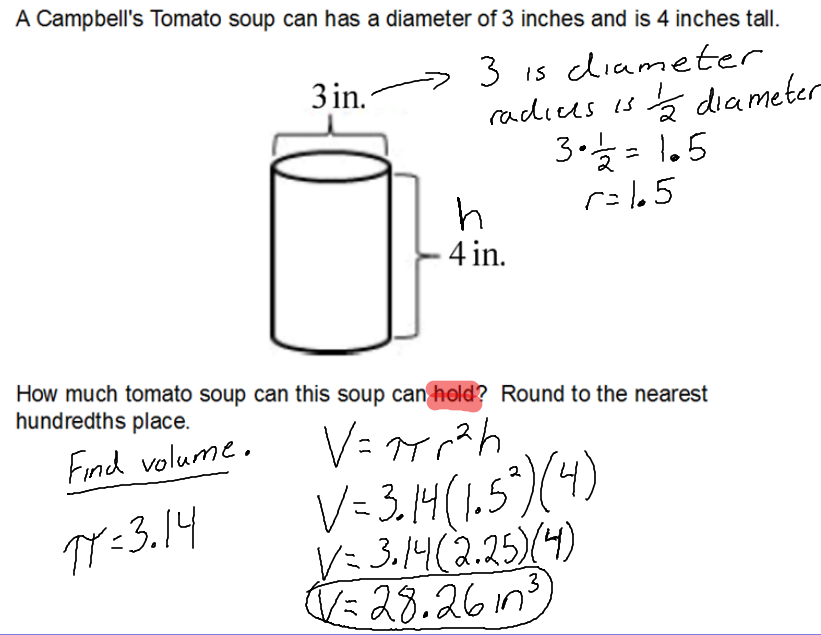 A Campbell's Tomato soup can has a diameter of 3 inches and is 4 inches tall.
3 in.
3 is diameter
radius is 1/2 diameter
3·1/2 = 1.5
r=1.5
h
4 in.
How much tomato soup can this soup can hold? Round to the nearest
hundredths place.
Find volume.
π=3.14
V=πr²h
V=3.14(1.5²)(4)
V=3.14(2.25)(4)
V=28.26 in³